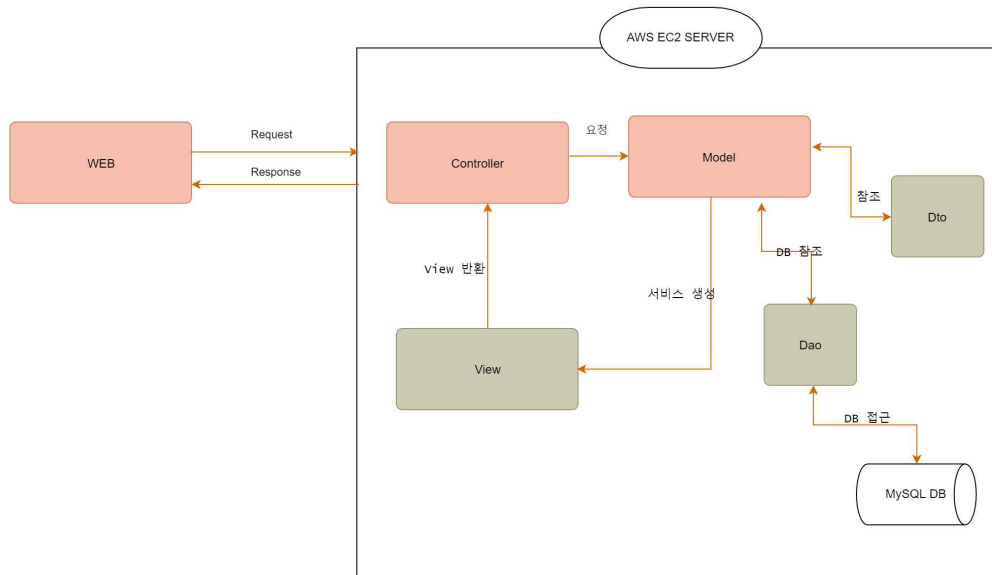 AWS EC2 SERVER
WEB
Request
Response
Controller
요청
Model
참조
Dto
View 반환
서비스 생성
DB 참조
View
Dao
DB 접근
MySQL DB